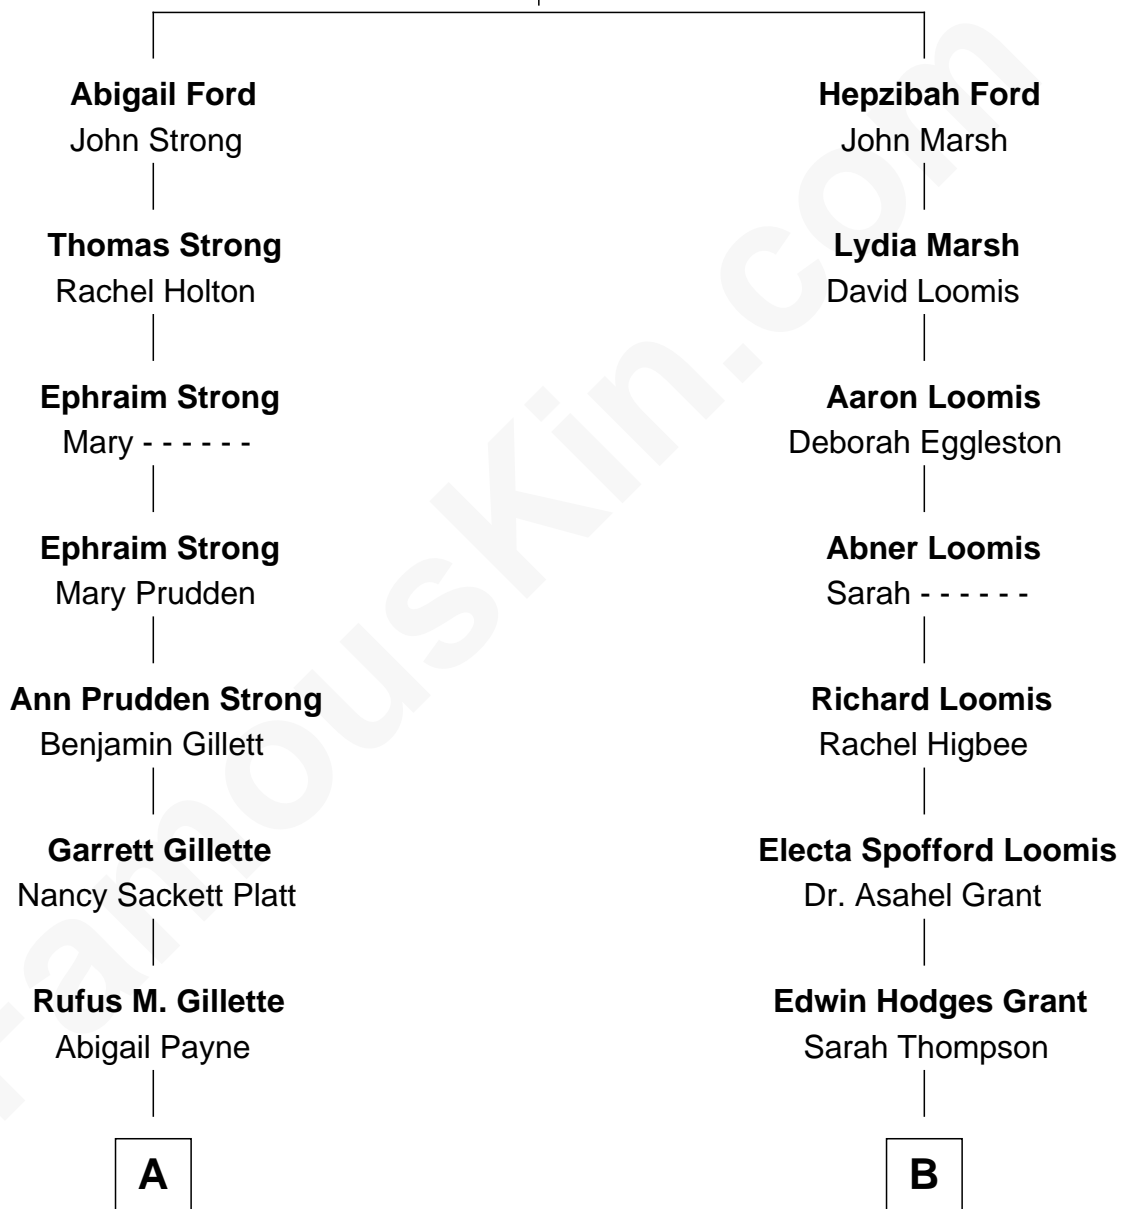 Abigail Ford
John Strong
Hepzibah Ford
John Marsh
Thomas Strong
Rachel Holton
Lydia Marsh
David Loomis
Ephraim Strong
Mary - - - - - -
Aaron Loomis
Deborah Eggleston
Ephraim Strong
Mary Prudden
Abner Loomis
Sarah - - - - - -
Ann Prudden Strong
Benjamin Gillett
Richard Loomis
Rachel Higbee
Garrett Gillette
Nancy Sackett Platt
Electa Spofford Loomis
Dr. Asahel Grant
Rufus M. Gillette
Abigail Payne
Edwin Hodges Grant
Sarah Thompson
A
B
FamousKin.com